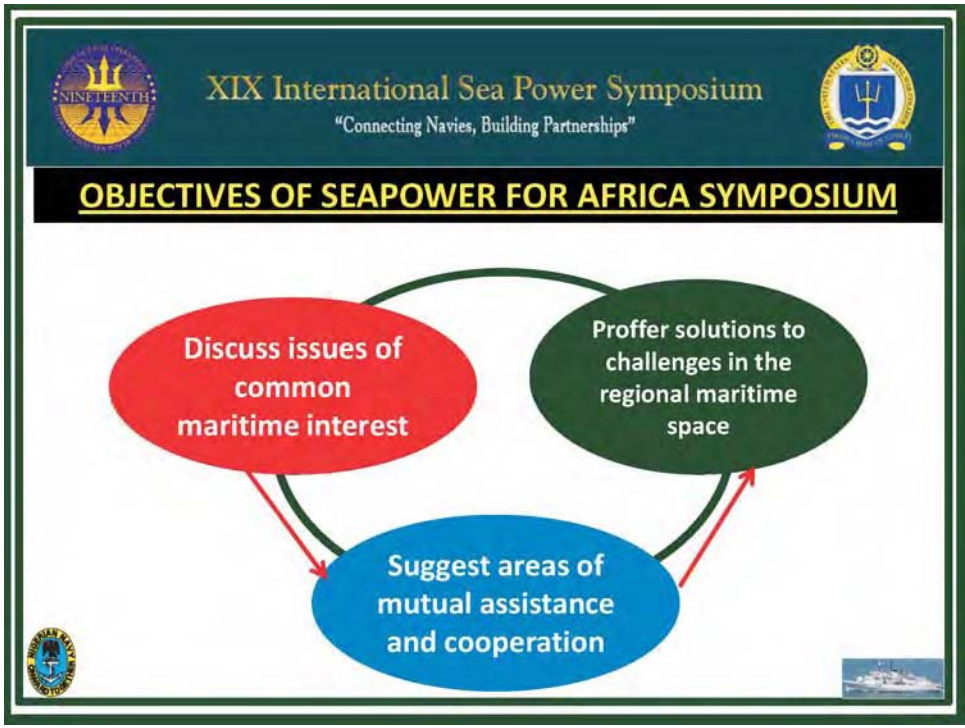 XIX International Sea Power Symposium
“Connecting Navies, Building Partnerships”
NINETEENTH
OBJECTIVES OF SEAPOWER FOR AFRICA SYMPOSIUM
Discuss issues of
common
maritime interest
Proffer solutions to
challenges in the
regional maritime
space
Suggest areas of
mutual assistance
and cooperation
NIGERIAN NAVY